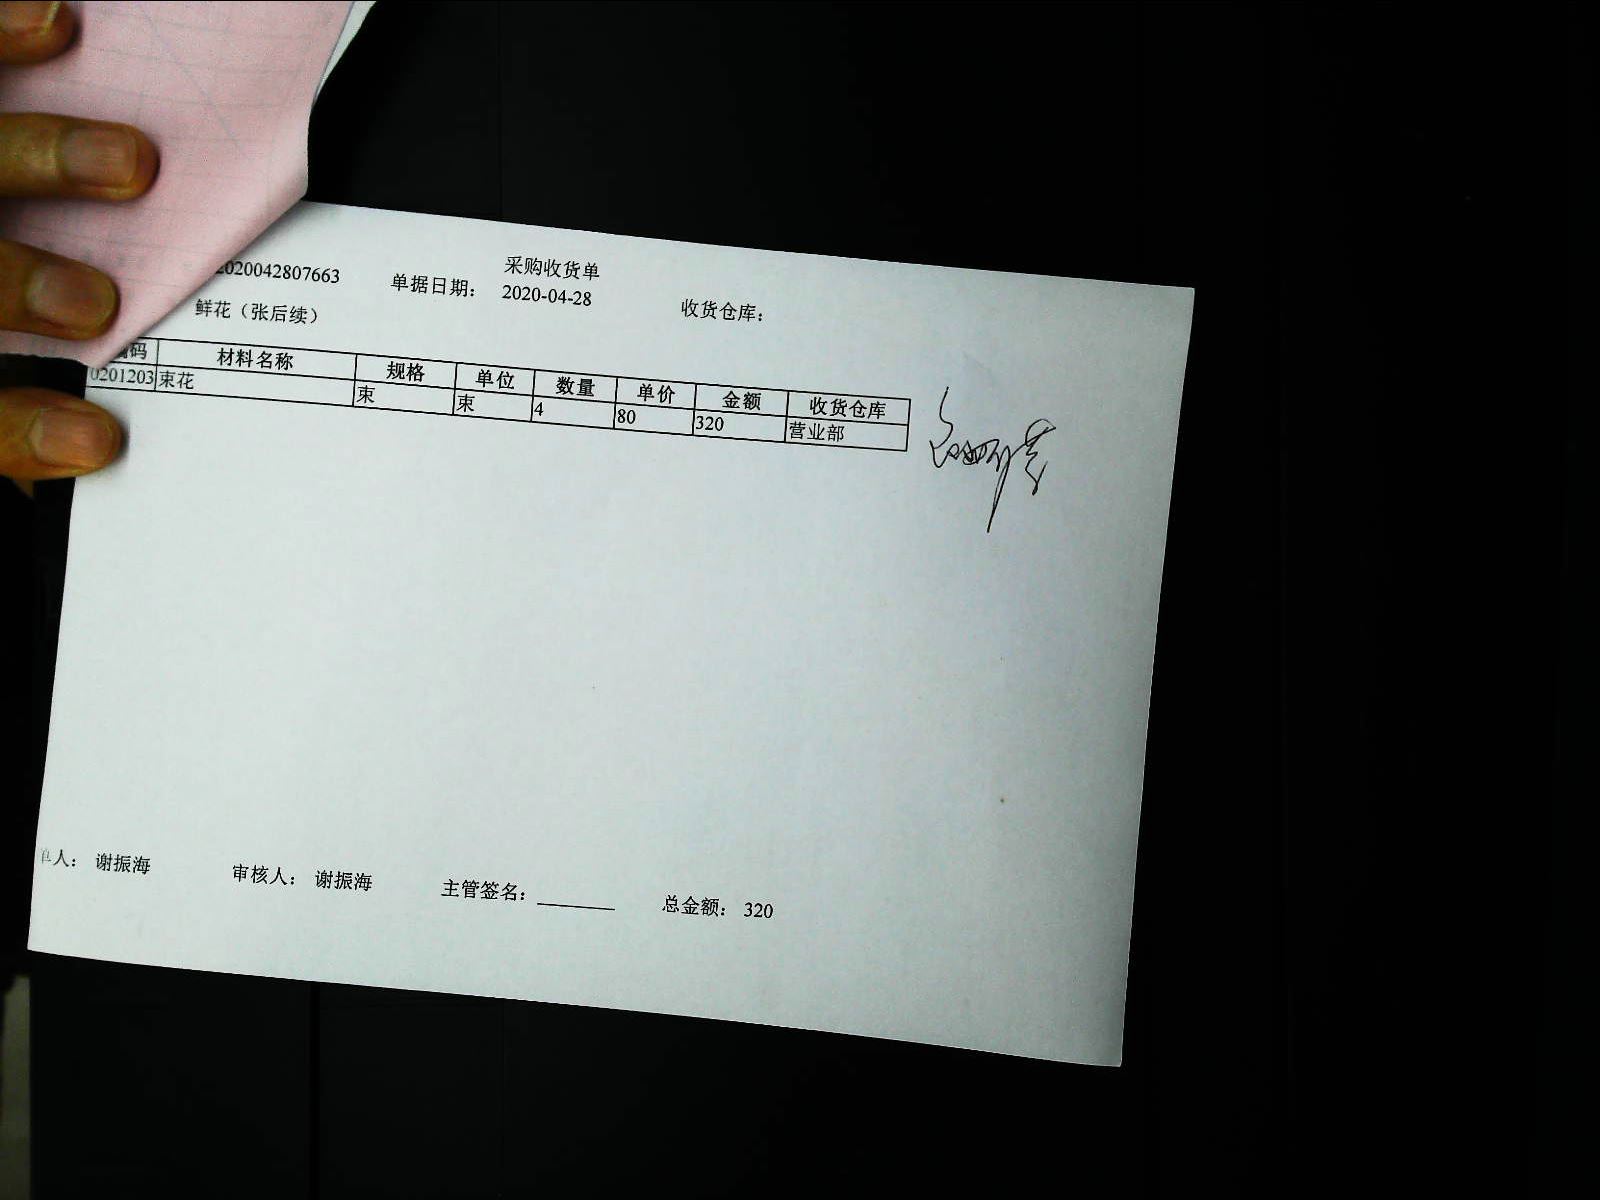 采购收货单
2020042807663 单据日期： 2020-04-28 收货仓库：
鲜花（张后续）
编码 材料名称 规格 单位 数量 单价 金额 收货仓库
0201203 束花 束 束 4 80 320 营业部
单人： 谢振海 审核人： 谢振海 主管签名：________ 总金额： 320